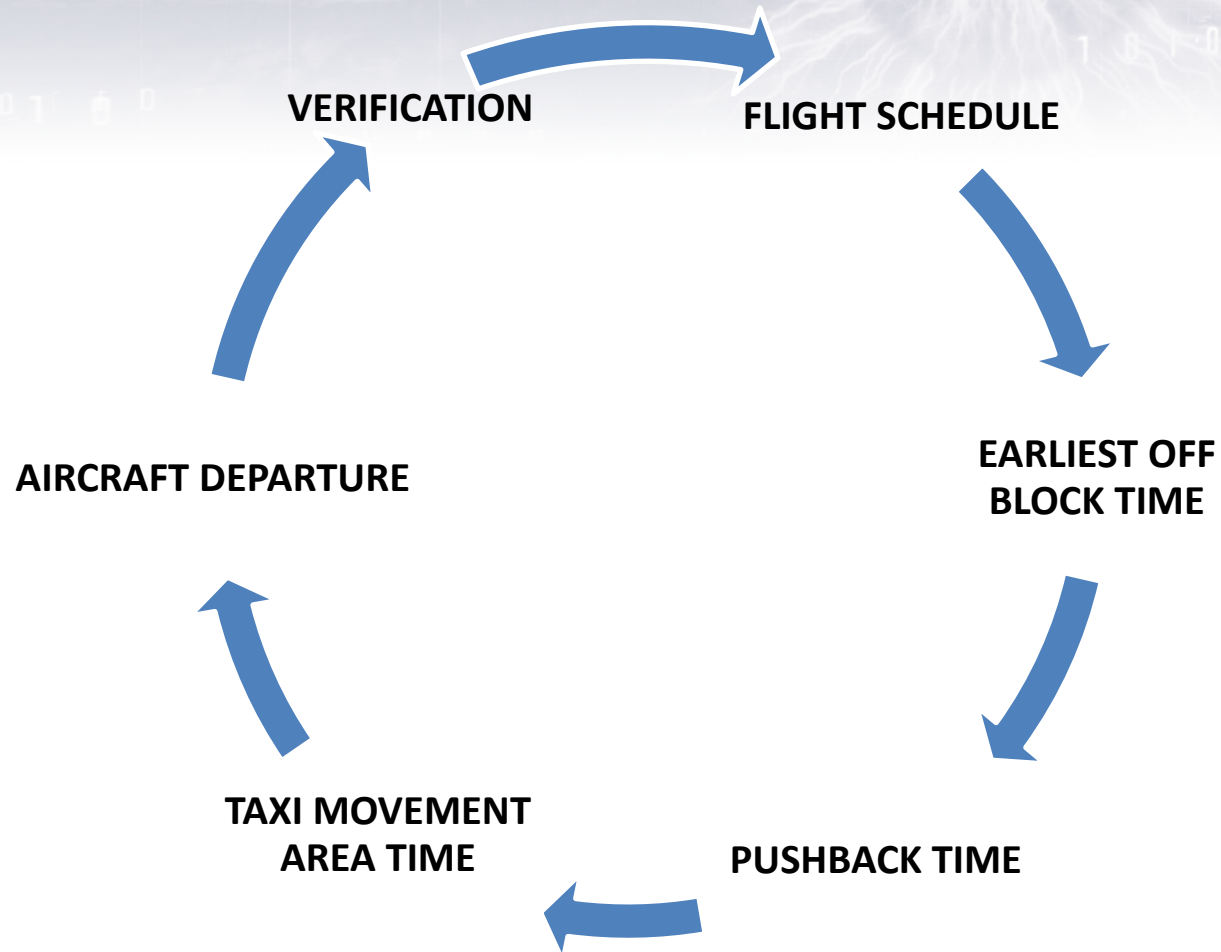 VERIFICATION
FLIGHT SCHEDULE
EARLIEST OFF
BLOCK TIME
PUSHBACK TIME
TAXI MOVEMENT
AREA TIME
AIRCRAFT DEPARTURE